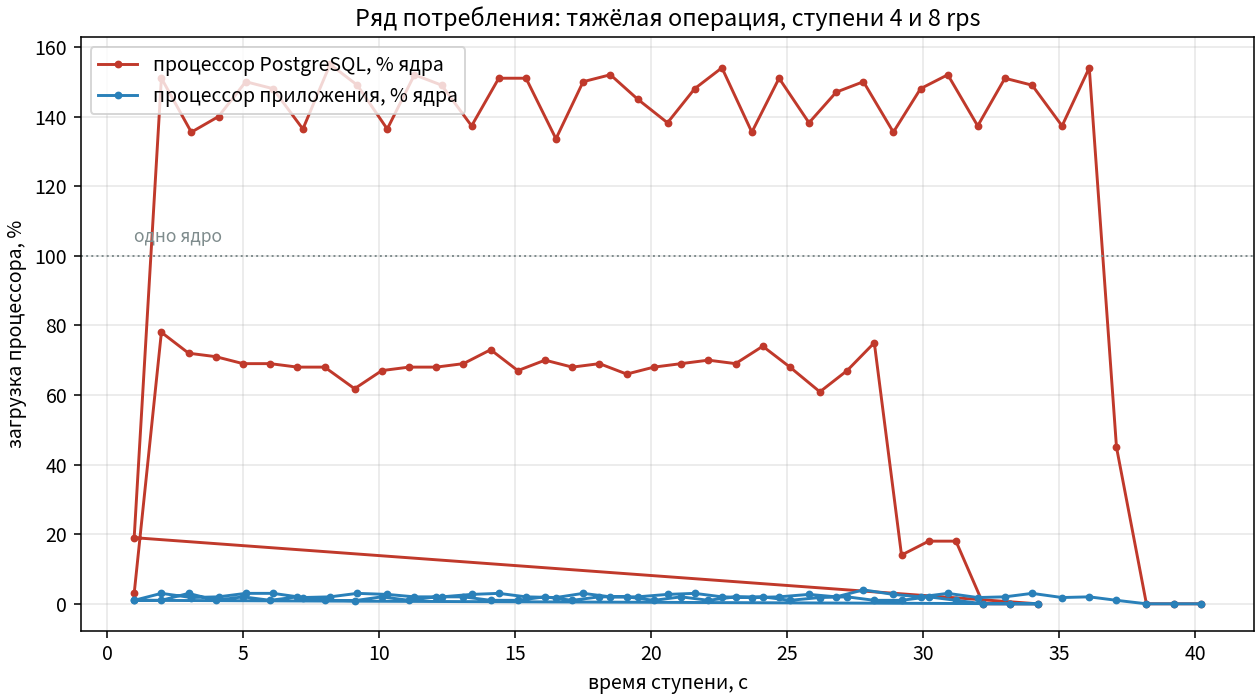 Ряд потребления: тяжёлая операция, ступени 4 и 8 rps
процессор PostgreSQL, % ядра
процессор приложения, % ядра
одно ядро
загрузка процессора, %
160
140
120
100
80
60
40
20
0
0 5 10 15 20 25 30 35 40
время ступени, с